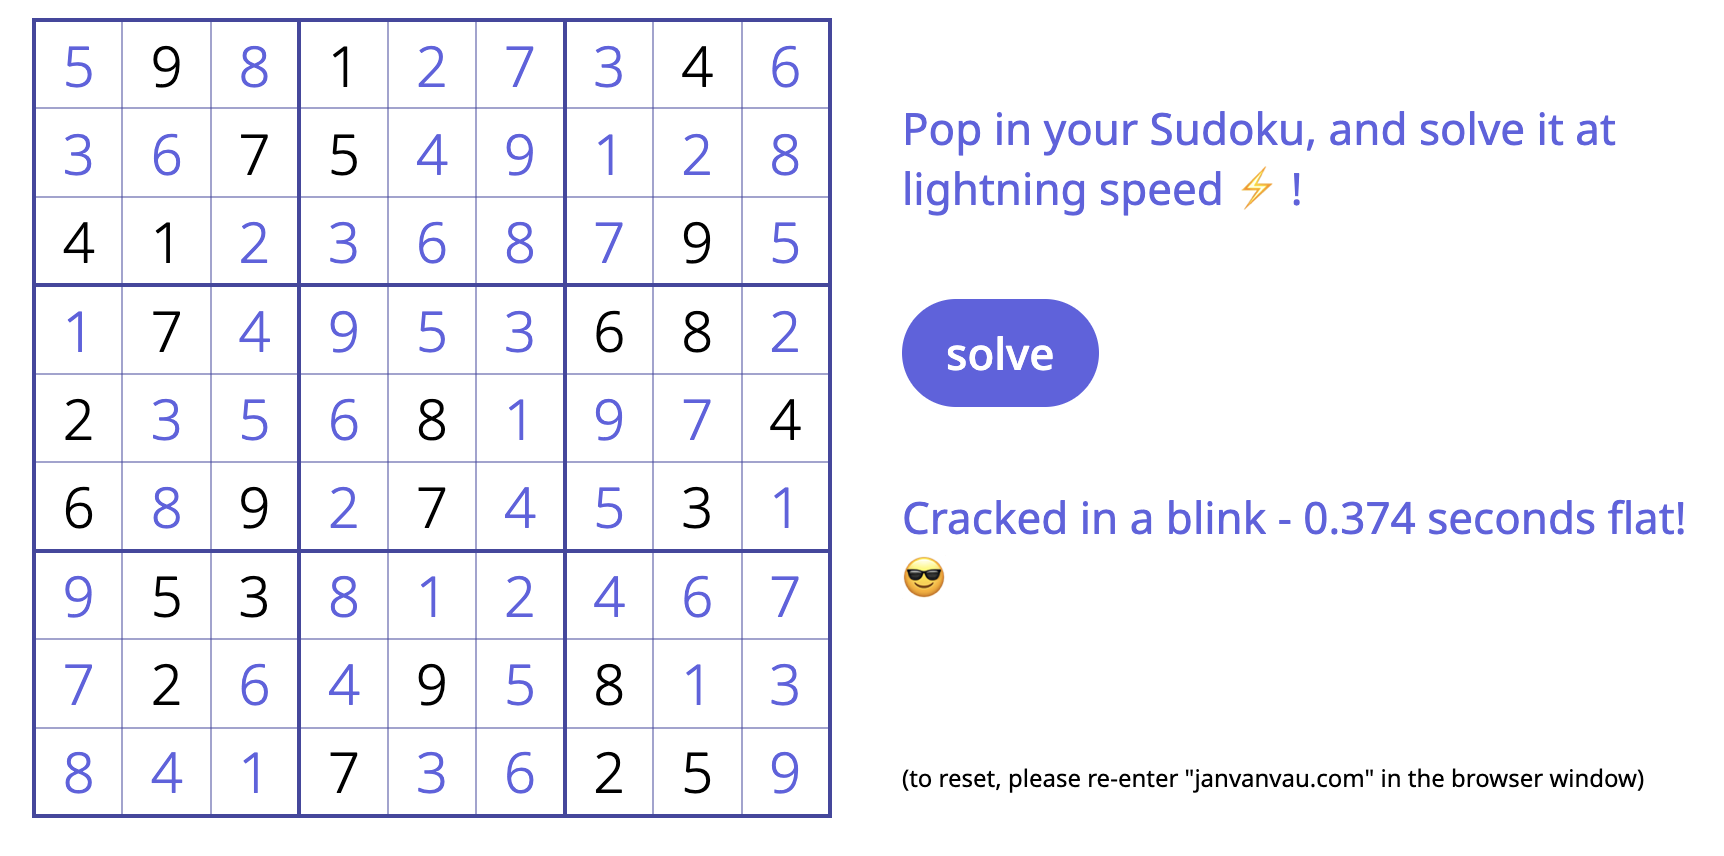 5 9 8 1 2 7 3 4 6
3 6 7 5 4 9 1 2 8
4 1 2 3 6 8 7 9 5
1 7 4 9 5 3 6 8 2
2 3 5 6 8 1 9 7 4
6 8 9 2 7 4 5 3 1
9 5 3 8 1 2 4 6 7
7 2 6 4 9 5 8 1 3
8 4 1 7 3 6 2 5 9
Pop in your Sudoku, and solve it at
lightning speed ⚡ !
solve
Cracked in a blink - 0.374 seconds flat!
😎
(to reset, please re-enter "janvanvau.com" in the browser window)